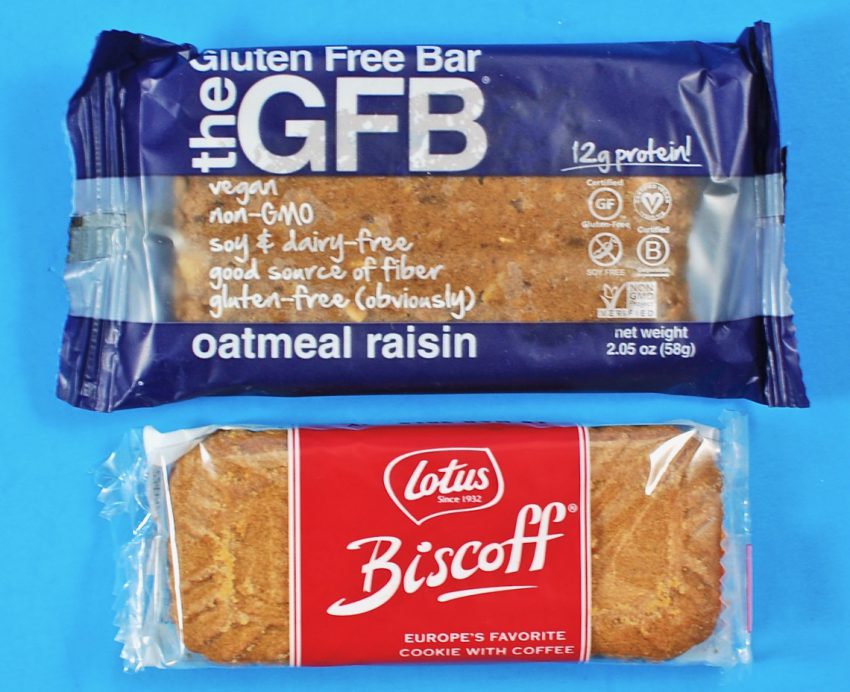 Gluten Free Bar
the GFB
12g protein!
vegan
non-GMO
soy & dairy-free
good source of fiber
gluten-free (obviously)
Certified
GF
Gluten-Free
SOY FREE
Certified
B
NON
GMO
Project
VERIFIED
oatmeal raisin
net weight
2.05 oz (58g)
Lotus
Since 1932
Biscoff®
EUROPE'S FAVORITE
COOKIE WITH COFFEE